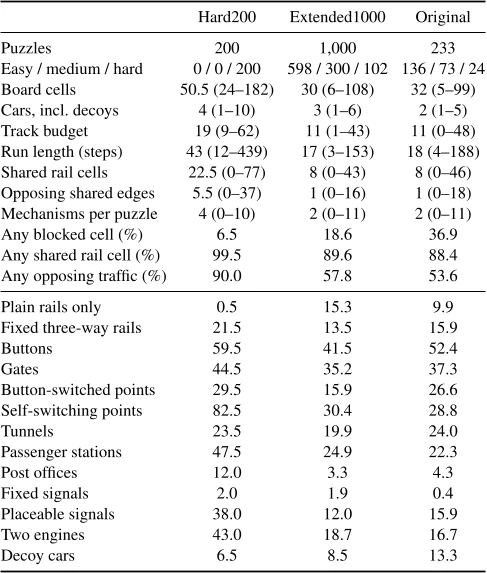 Hard200 Extended1000 Original
Puzzles 200 1,000 233
Easy / medium / hard 0 / 0 / 200 598 / 300 / 102 136 / 73 / 24
Board cells 50.5 (24–182) 30 (6–108) 32 (5–99)
Cars, incl. decoys 4 (1–10) 3 (1–6) 2 (1–5)
Track budget 19 (9–62) 11 (1–43) 11 (0–48)
Run length (steps) 43 (12–439) 17 (3–153) 18 (4–188)
Shared rail cells 22.5 (0–77) 8 (0–43) 8 (0–46)
Opposing shared edges 5.5 (0–37) 1 (0–16) 1 (0–18)
Mechanisms per puzzle 4 (0–10) 2 (0–11) 2 (0–11)
Any blocked cell (%) 6.5 18.6 36.9
Any shared rail cell (%) 99.5 89.6 88.4
Any opposing traffic (%) 90.0 57.8 53.6
Plain rails only 0.5 15.3 9.9
Fixed three-way rails 21.5 13.5 15.9
Buttons 59.5 41.5 52.4
Gates 44.5 35.2 37.3
Button-switched points 29.5 15.9 26.6
Self-switching points 82.5 30.4 28.8
Tunnels 23.5 19.9 24.0
Passenger stations 47.5 24.9 22.3
Post offices 12.0 3.3 4.3
Fixed signals 2.0 1.9 0.4
Placeable signals 38.0 12.0 15.9
Two engines 43.0 18.7 16.7
Decoy cars 6.5 8.5 13.3